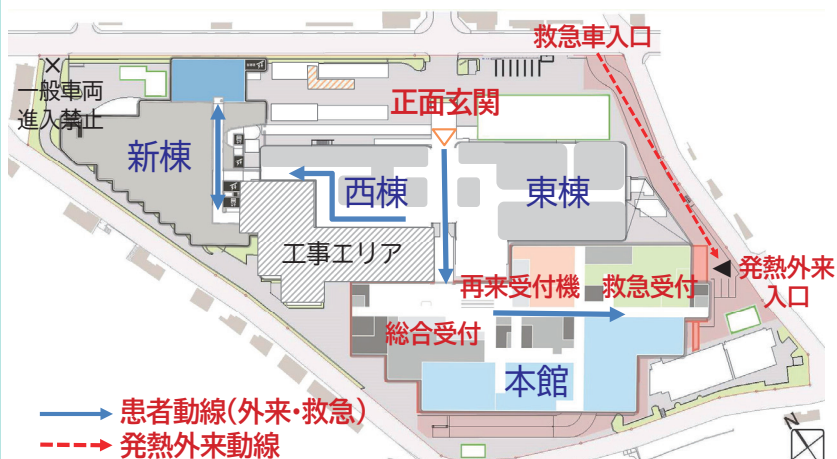 救急車入口
×
一般車両
進入禁止
正面玄関
新棟
西棟
東棟
工事エリア
発熱外来
入口
再来受付機
救急受付
総合受付
本館
患者動線(外来・救急)
発熱外来動線
N